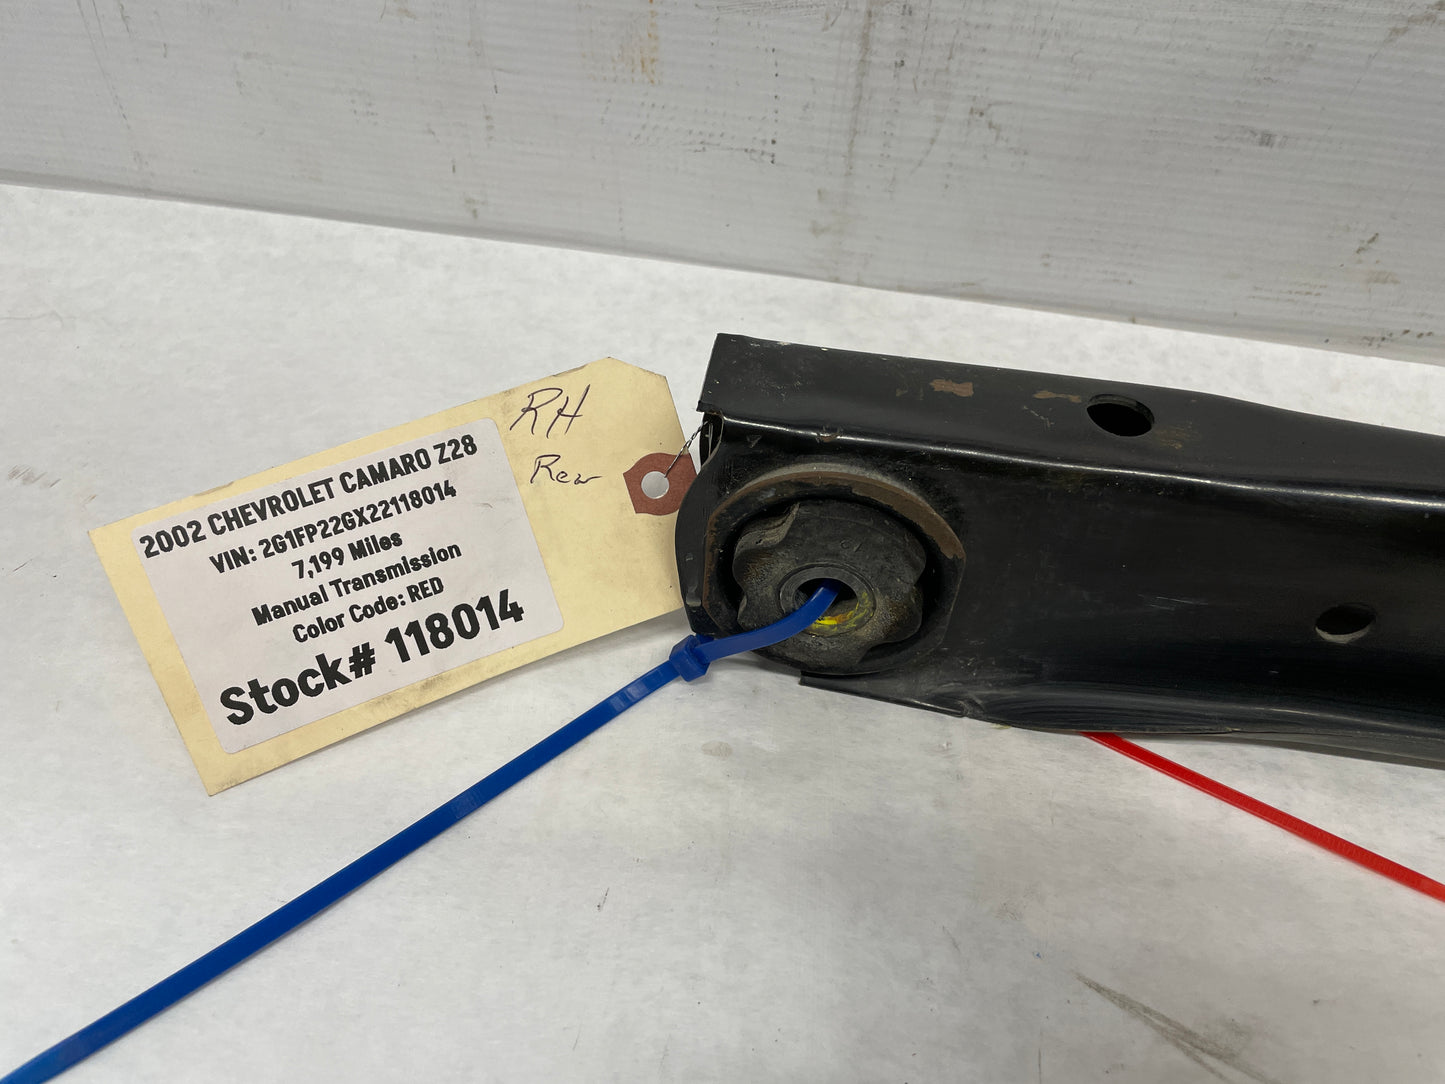 RH
Rear
2002 CHEVROLET CAMARO Z28
VIN: 2G1FP22GX22118014
7,199 Miles
Manual Transmission
Color Code: RED
Stock# 118014